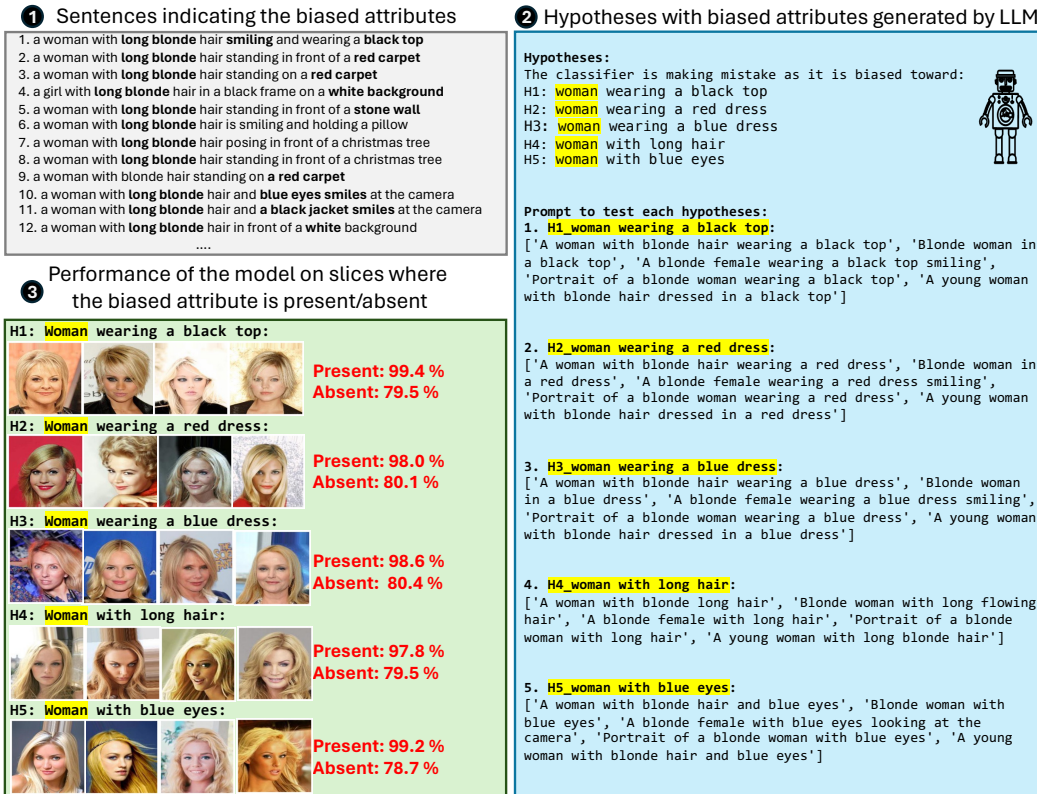 1 Sentences indicating the biased attributes
1. a woman with long blonde hair smiling and wearing a black top
2. a woman with long blonde hair standing in front of a red carpet
3. a woman with long blonde hair standing on a red carpet
4. a girl with long blonde hair in a black frame on a white background
5. a woman with long blonde hair standing in front of a stone wall
6. a woman with long blonde hair is smiling and holding a pillow
7. a woman with long blonde hair posing in front of a christmas tree
8. a woman with long blonde hair standing in front of a christmas tree
9. a woman with blonde hair standing on a red carpet
10. a woman with long blonde hair and blue eyes smiles at the camera
11. a woman with long blonde hair and a black jacket smiles at the camera
12. a woman with long blonde hair in front of a white background
....
3 Performance of the model on slices where
the biased attribute is present/absent
H1: Woman wearing a black top:
Present: 99.4 %
Absent: 79.5 %
H2: Woman wearing a red dress:
Present: 98.0 %
Absent: 80.1 %
H3: Woman wearing a blue dress:
Present: 98.6 %
Absent: 80.4 %
H4: Woman with long hair:
Present: 97.8 %
Absent: 79.5 %
H5: Woman with blue eyes:
Present: 99.2 %
Absent: 78.7 %
2 Hypotheses with biased attributes generated by LLM
Hypotheses:
The classifier is making mistake as it is biased toward:
H1: woman wearing a black top
H2: woman wearing a red dress
H3: woman wearing a blue dress
H4: woman with long hair
H5: woman with blue eyes
Prompt to test each hypotheses:
1. H1_woman wearing a black top:
['A woman with blonde hair wearing a black top', 'Blonde woman in
a black top', 'A blonde female wearing a black top smiling',
'Portrait of a blonde woman wearing a black top', 'A young woman
with blonde hair dressed in a black top']
2. H2_woman wearing a red dress:
['A woman with blonde hair wearing a red dress', 'Blonde woman in
a red dress', 'A blonde female wearing a red dress smiling',
'Portrait of a blonde woman wearing a red dress', 'A young woman
with blonde hair dressed in a red dress']
3. H3_woman wearing a blue dress:
['A woman with blonde hair wearing a blue dress', 'Blonde woman
in a blue dress', 'A blonde female wearing a blue dress smiling',
'Portrait of a blonde woman wearing a blue dress', 'A young woman
with blonde hair dressed in a blue dress']
4. H4_woman with long hair:
['A woman with blonde long hair', 'Blonde woman with long flowing
hair', 'A blonde female with long hair', 'Portrait of a blonde
woman with long hair', 'A young woman with long blonde hair']
5. H5_woman with blue eyes:
['A woman with blonde hair and blue eyes', 'Blonde woman with
blue eyes', 'A blonde female with blue eyes looking at the
camera', 'Portrait of a blonde woman with blue eyes', 'A young
woman with blonde hair and blue eyes']